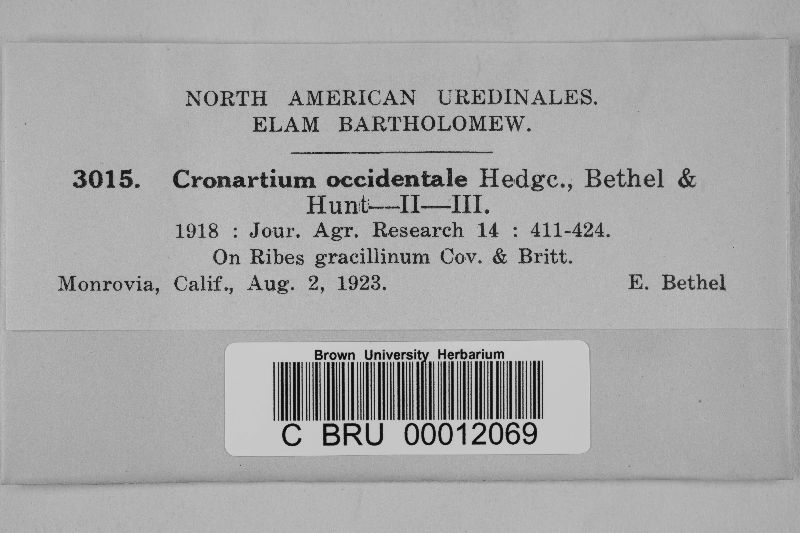 NORTH AMERICAN UREDINALES.
ELAM BARTHOLOMEW.
3015. Cronartium occidentale Hedgc., Bethel &
Hunt—II—III.
1918 : Jour. Agr. Research 14 : 411-424.
On Ribes gracillinum Cov. & Britt.
Monrovia, Calif., Aug. 2, 1923. E. Bethel
Brown University Herbarium
C BRU 00012069